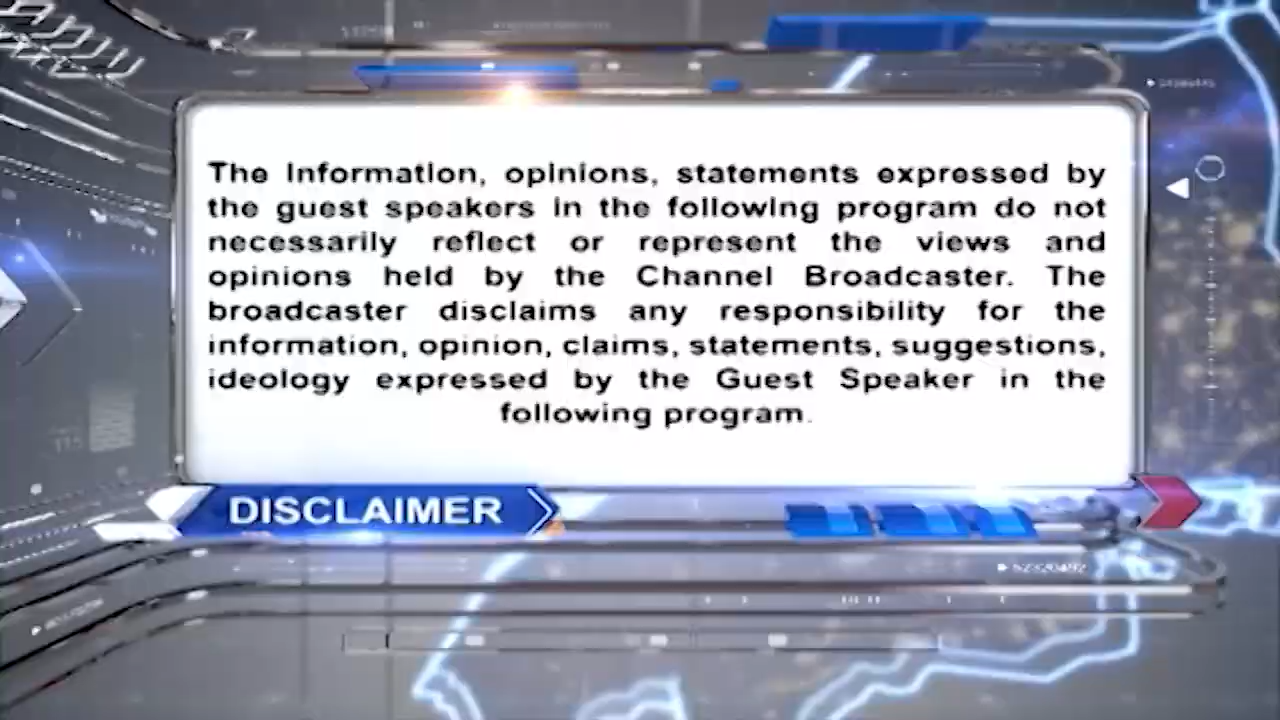 The Information, opinions, statements expressed by
the guest speakers in the following program do not
necessarily reflect or represent the views and
opinions held by the Channel Broadcaster. The
broadcaster disclaims any responsibility for the
information, opinion, claims, statements, suggestions,
ideology expressed by the Guest Speaker in the
following program.
DISCLAIMER